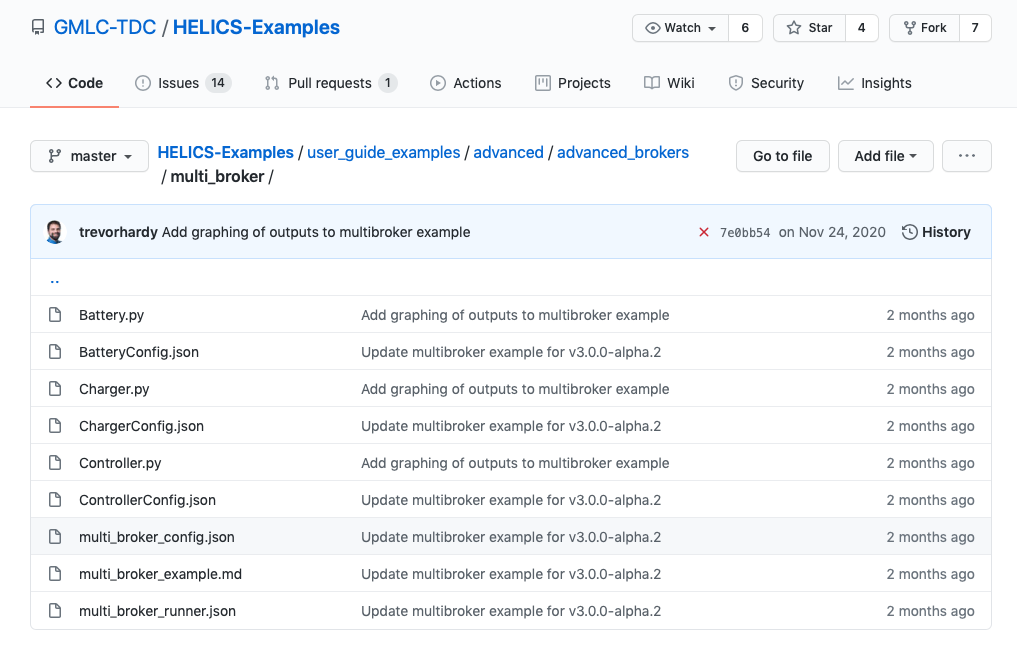 GMLC-TDC / HELICS-Examples
Watch 6 Star 4 Fork 7
Code Issues 14 Pull requests 1 Actions Projects Wiki Security Insights
master HELICS-Examples / user_guide_examples / advanced / advanced_brokers Go to file Add file ...
/ multi_broker /
trevorhardy Add graphing of outputs to multibroker example 7e0bb54 on Nov 24, 2020 History
..
Battery.py Add graphing of outputs to multibroker example 2 months ago
BatteryConfig.json Update multibroker example for v3.0.0-alpha.2 2 months ago
Charger.py Add graphing of outputs to multibroker example 2 months ago
ChargerConfig.json Update multibroker example for v3.0.0-alpha.2 2 months ago
Controller.py Add graphing of outputs to multibroker example 2 months ago
ControllerConfig.json Update multibroker example for v3.0.0-alpha.2 2 months ago
multi_broker_config.json Update multibroker example for v3.0.0-alpha.2 2 months ago
multi_broker_example.md Update multibroker example for v3.0.0-alpha.2 2 months ago
multi_broker_runner.json Update multibroker example for v3.0.0-alpha.2 2 months ago